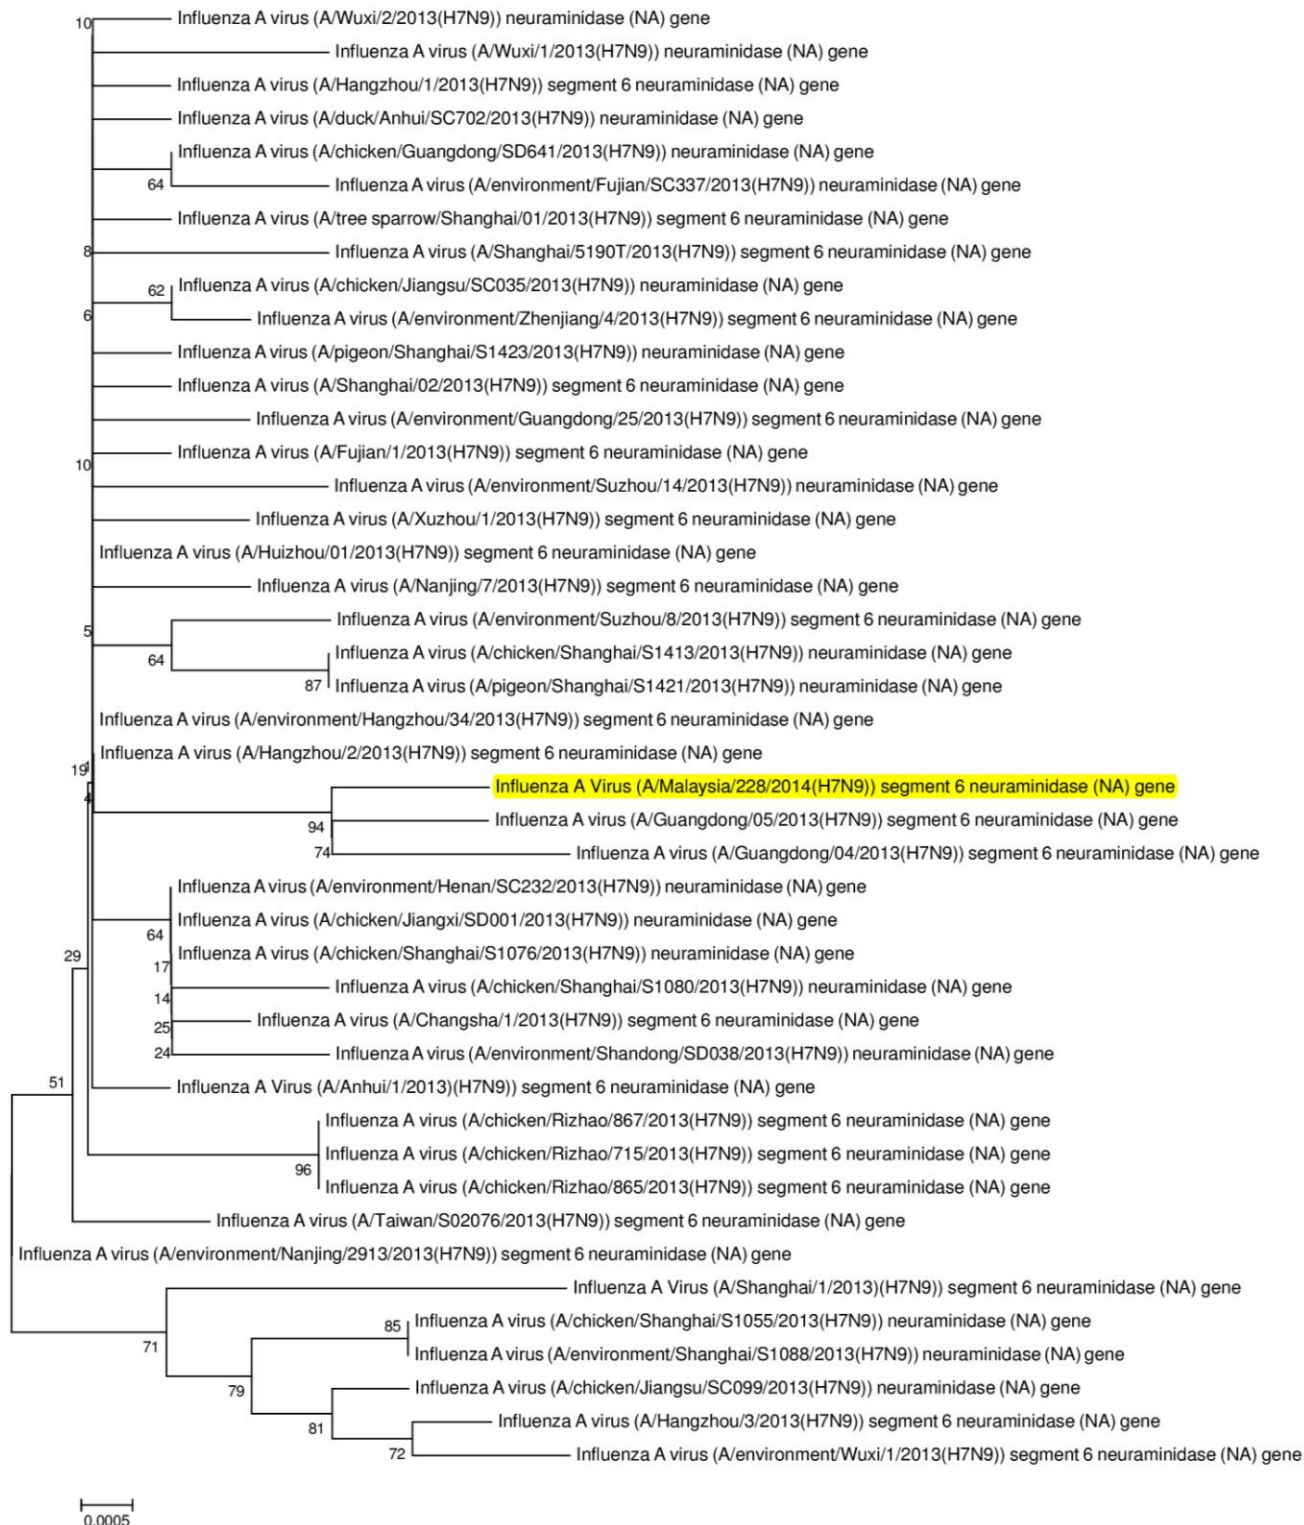 10
Influenza A virus (A/Wuxi/2/2013(H7N9)) neuraminidase (NA) gene
Influenza A virus (A/Wuxi/1/2013(H7N9)) neuraminidase (NA) gene
Influenza A virus (A/Hangzhou/1/2013(H7N9)) segment 6 neuraminidase (NA) gene
Influenza A virus (A/duck/Anhui/SC702/2013(H7N9)) neuraminidase (NA) gene
Influenza A virus (A/chicken/Guangdong/SD641/2013(H7N9)) neuraminidase (NA) gene
64
Influenza A virus (A/environment/Fujian/SC337/2013(H7N9)) neuraminidase (NA) gene
Influenza A virus (A/tree sparrow/Shanghai/01/2013(H7N9)) segment 6 neuraminidase (NA) gene
8
Influenza A virus (A/Shanghai/5190T/2013(H7N9)) segment 6 neuraminidase (NA) gene
62
Influenza A virus (A/chicken/Jiangsu/SC035/2013(H7N9)) neuraminidase (NA) gene
6
Influenza A virus (A/environment/Zhenjiang/4/2013(H7N9)) segment 6 neuraminidase (NA) gene
Influenza A virus (A/pigeon/Shanghai/S1423/2013(H7N9)) neuraminidase (NA) gene
Influenza A virus (A/Shanghai/02/2013(H7N9)) segment 6 neuraminidase (NA) gene
Influenza A virus (A/environment/Guangdong/25/2013(H7N9)) segment 6 neuraminidase (NA) gene
Influenza A virus (A/Fujian/1/2013(H7N9)) segment 6 neuraminidase (NA) gene
10
Influenza A virus (A/environment/Suzhou/14/2013(H7N9)) neuraminidase (NA) gene
Influenza A virus (A/Xuzhou/1/2013(H7N9)) segment 6 neuraminidase (NA) gene
Influenza A virus (A/Huizhou/01/2013(H7N9)) segment 6 neuraminidase (NA) gene
Influenza A virus (A/Nanjing/7/2013(H7N9)) segment 6 neuraminidase (NA) gene
Influenza A virus (A/environment/Suzhou/8/2013(H7N9)) segment 6 neuraminidase (NA) gene
5
64
Influenza A virus (A/chicken/Shanghai/S1413/2013(H7N9)) neuraminidase (NA) gene
87
Influenza A virus (A/pigeon/Shanghai/S1421/2013(H7N9)) neuraminidase (NA) gene
Influenza A virus (A/environment/Hangzhou/34/2013(H7N9)) segment 6 neuraminidase (NA) gene
Influenza A virus (A/Hangzhou/2/2013(H7N9)) segment 6 neuraminidase (NA) gene
19
Influenza A Virus (A/Malaysia/228/2014(H7N9)) segment 6 neuraminidase (NA) gene
4
94
Influenza A virus (A/Guangdong/05/2013(H7N9)) segment 6 neuraminidase (NA) gene
74
Influenza A virus (A/Guangdong/04/2013(H7N9)) segment 6 neuraminidase (NA) gene
Influenza A virus (A/environment/Henan/SC232/2013(H7N9)) neuraminidase (NA) gene
Influenza A virus (A/chicken/Jiangxi/SD001/2013(H7N9)) neuraminidase (NA) gene
64
29
Influenza A virus (A/chicken/Shanghai/S1076/2013(H7N9)) neuraminidase (NA) gene
17
Influenza A virus (A/chicken/Shanghai/S1080/2013(H7N9)) neuraminidase (NA) gene
14
Influenza A virus (A/Changsha/1/2013(H7N9)) segment 6 neuraminidase (NA) gene
25
24
Influenza A virus (A/environment/Shandong/SD038/2013(H7N9)) neuraminidase (NA) gene
51
Influenza A Virus (A/Anhui/1/2013)(H7N9)) segment 6 neuraminidase (NA) gene
Influenza A virus (A/chicken/Rizhao/867/2013(H7N9)) segment 6 neuraminidase (NA) gene
Influenza A virus (A/chicken/Rizhao/715/2013(H7N9)) segment 6 neuraminidase (NA) gene
96
Influenza A virus (A/chicken/Rizhao/865/2013(H7N9)) segment 6 neuraminidase (NA) gene
Influenza A virus (A/Taiwan/S02076/2013(H7N9)) segment 6 neuraminidase (NA) gene
Influenza A virus (A/environment/Nanjing/2913/2013(H7N9)) segment 6 neuraminidase (NA) gene
Influenza A Virus (A/Shanghai/1/2013)(H7N9)) segment 6 neuraminidase (NA) gene
85
Influenza A virus (A/chicken/Shanghai/S1055/2013(H7N9)) neuraminidase (NA) gene
71
Influenza A virus (A/environment/Shanghai/S1088/2013(H7N9)) neuraminidase (NA) gene
79
Influenza A virus (A/chicken/Jiangsu/SC099/2013(H7N9)) neuraminidase (NA) gene
81
Influenza A virus (A/Hangzhou/3/2013(H7N9)) segment 6 neuraminidase (NA) gene
72
Influenza A virus (A/environment/Wuxi/1/2013(H7N9)) segment 6 neuraminidase (NA) gene
0.0005